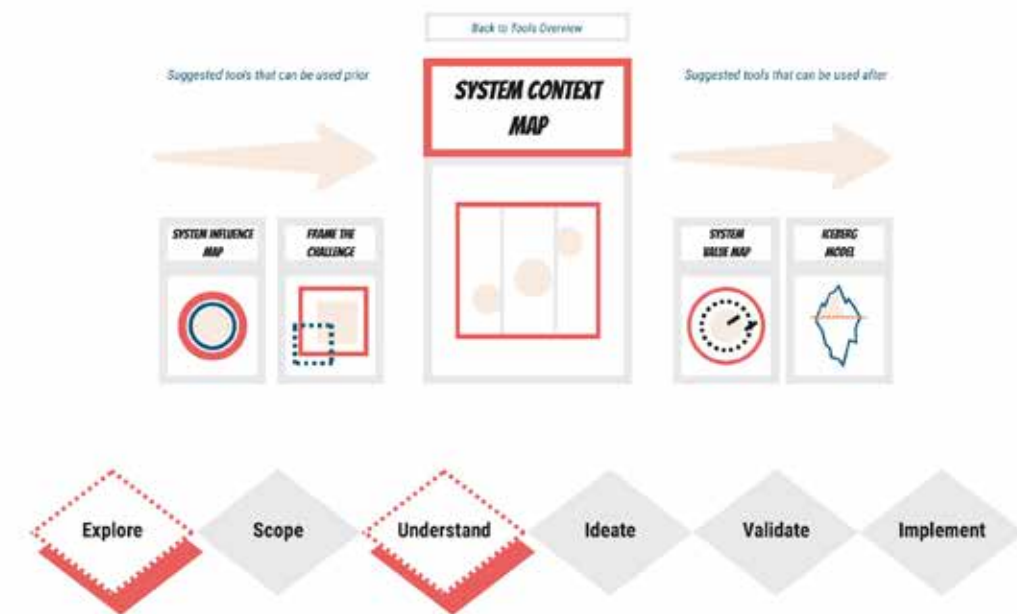 Back to Tools Overview
Suggested tools that can be used prior
SYSTEM CONTEXT
MAP
Suggested tools that can be used after
SYSTEM INFLUENCE
MAP
FRAME THE
CHALLENGE
SYSTEM
VALUE MAP
ICEBERG
MODEL
Explore
Scope
Understand
Ideate
Validate
Implement